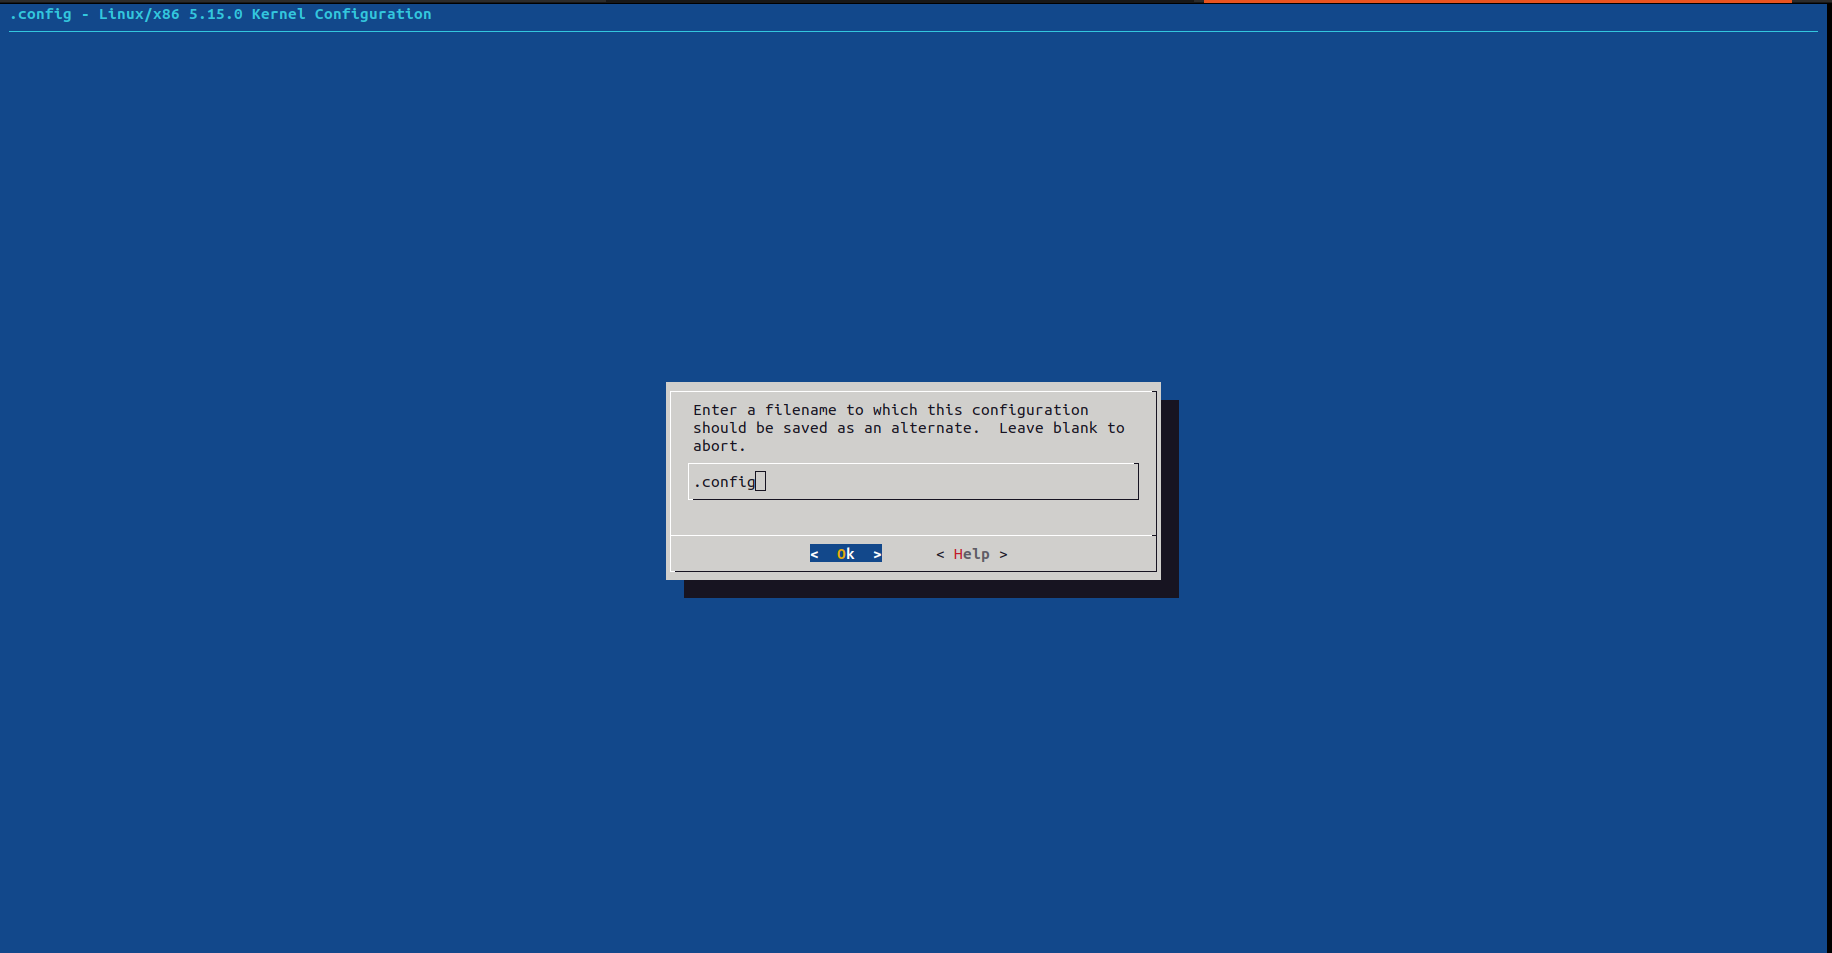 .config - Linux/x86 5.15.0 Kernel Configuration
Enter a filename to which this configuration
should be saved as an alternate.  Leave blank to
abort.
.config
<  Ok  >      < Help >